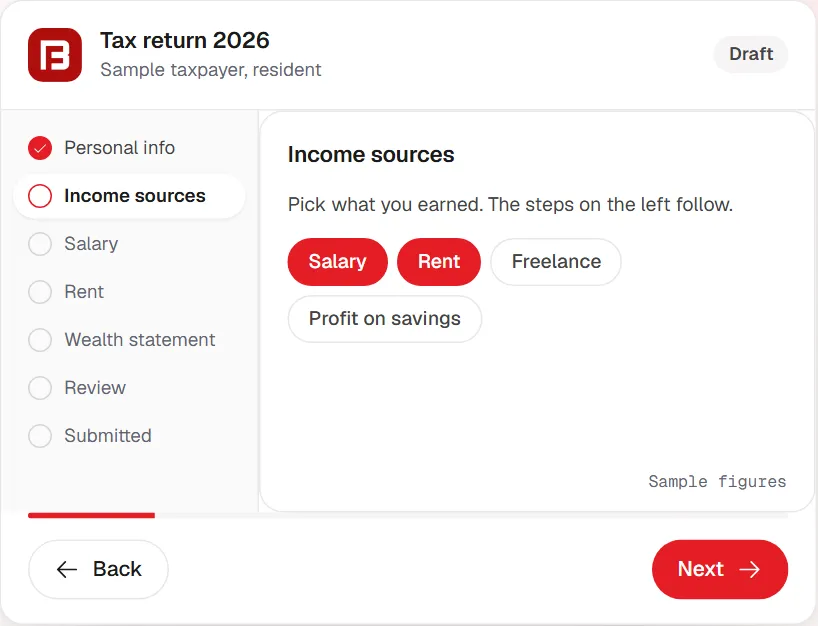 Tax return 2026
Sample taxpayer, resident
Draft
Personal info
Income sources
Salary
Rent
Wealth statement
Review
Submitted
Income sources
Pick what you earned. The steps on the left follow.
Salary
Rent
Freelance
Profit on savings
Sample figures
Back
Next